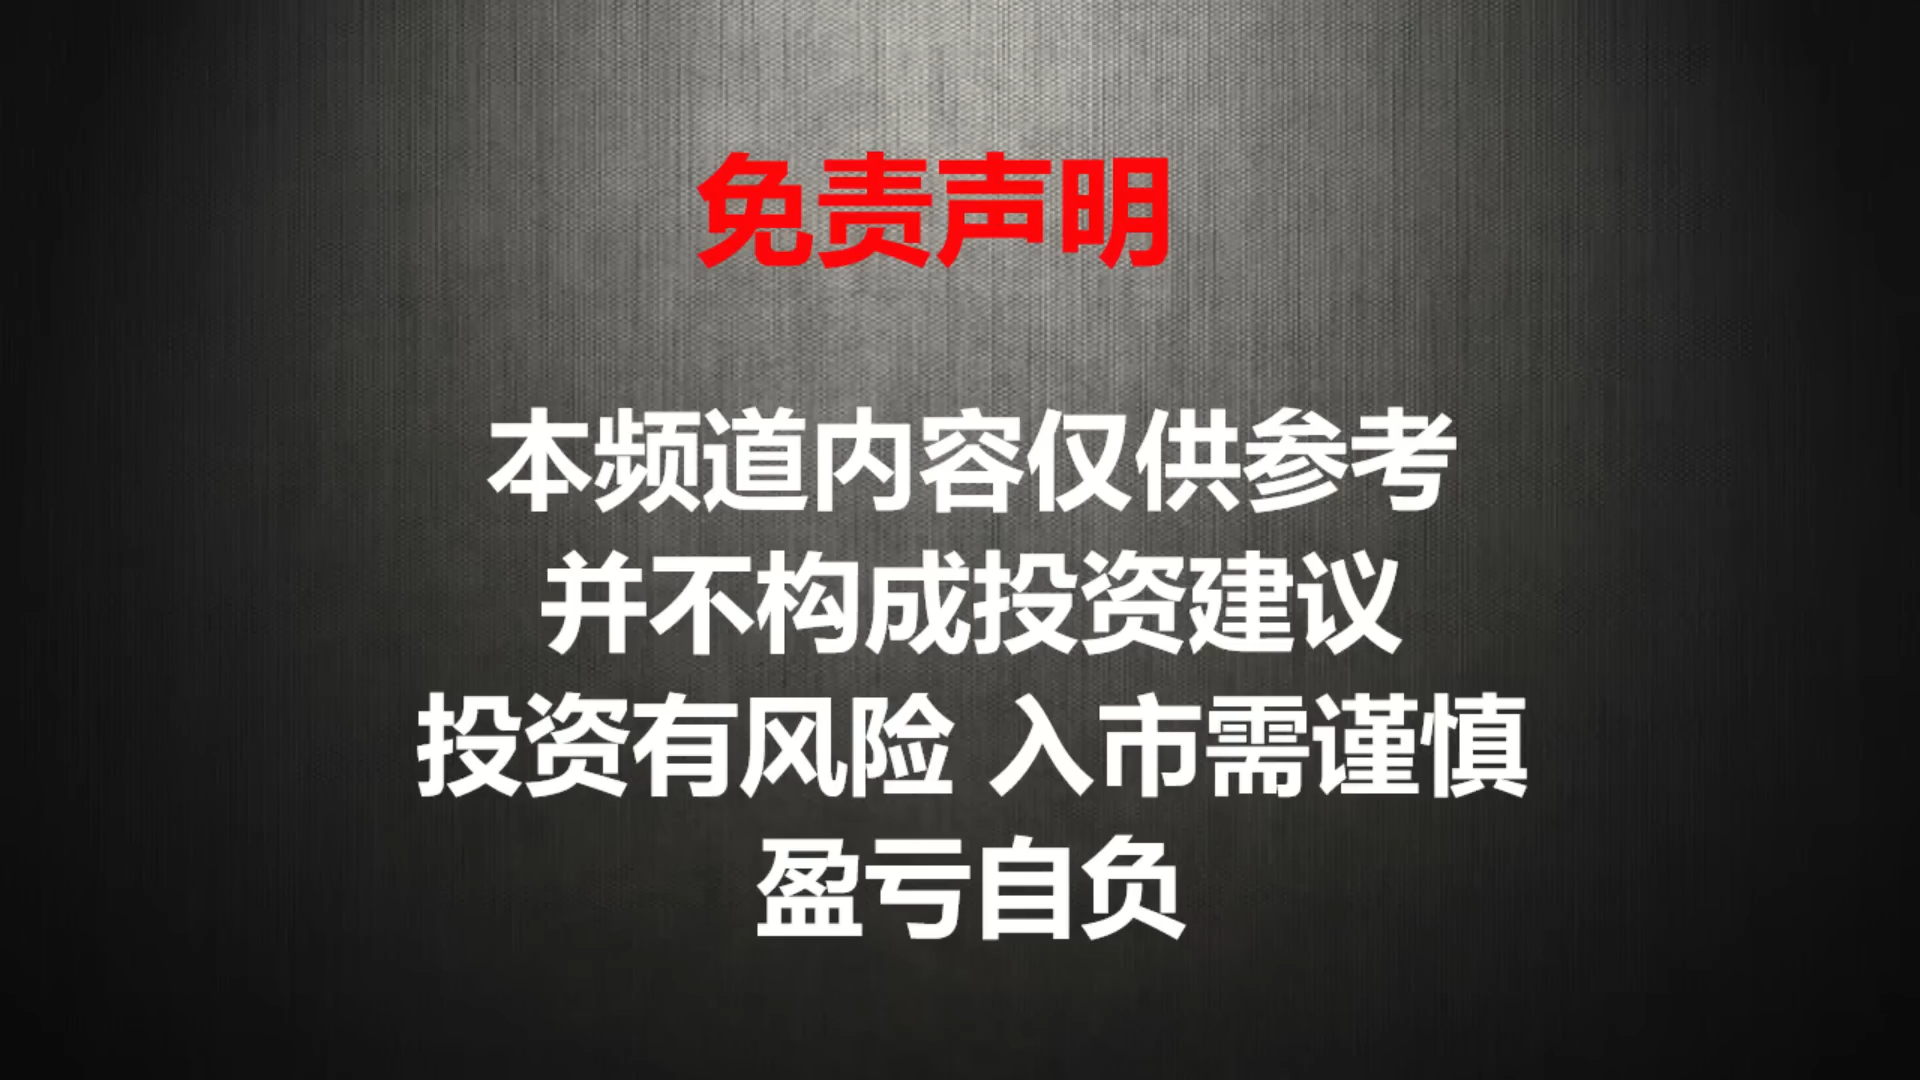 免责声明
本频道内容仅供参考
并不构成投资建议
投资有风险 入市需谨慎
盈亏自负